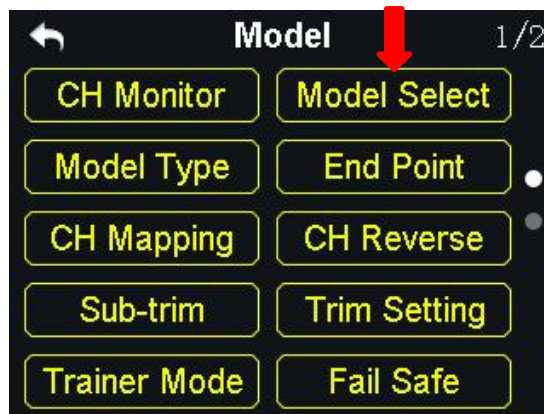 Model 1/2
CH Monitor Model Select
Model Type End Point
CH Mapping CH Reverse
Sub-trim Trim Setting
Trainer Mode Fail Safe